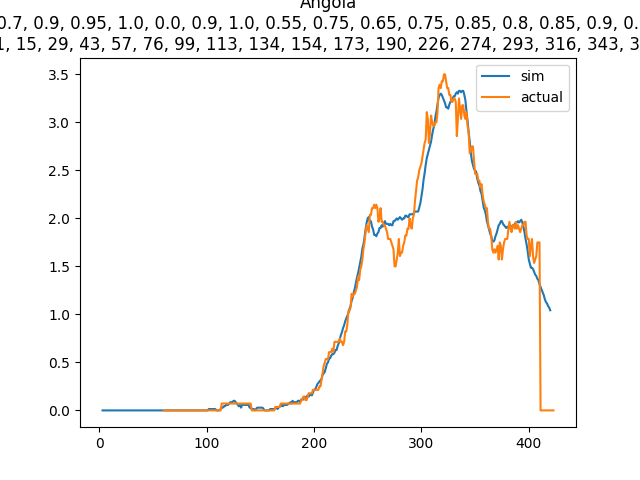 Angola
0.7, 0.9, 0.95, 1.0, 0.0, 0.9, 1.0, 0.55, 0.75, 0.65, 0.75, 0.85, 0.8, 0.85, 0.9, 0.
1, 15, 29, 43, 57, 76, 99, 113, 134, 154, 173, 190, 226, 274, 293, 316, 343, 3
sim
actual
3.5
3.0
2.5
2.0
1.5
1.0
0.5
0.0
0 100 200 300 400